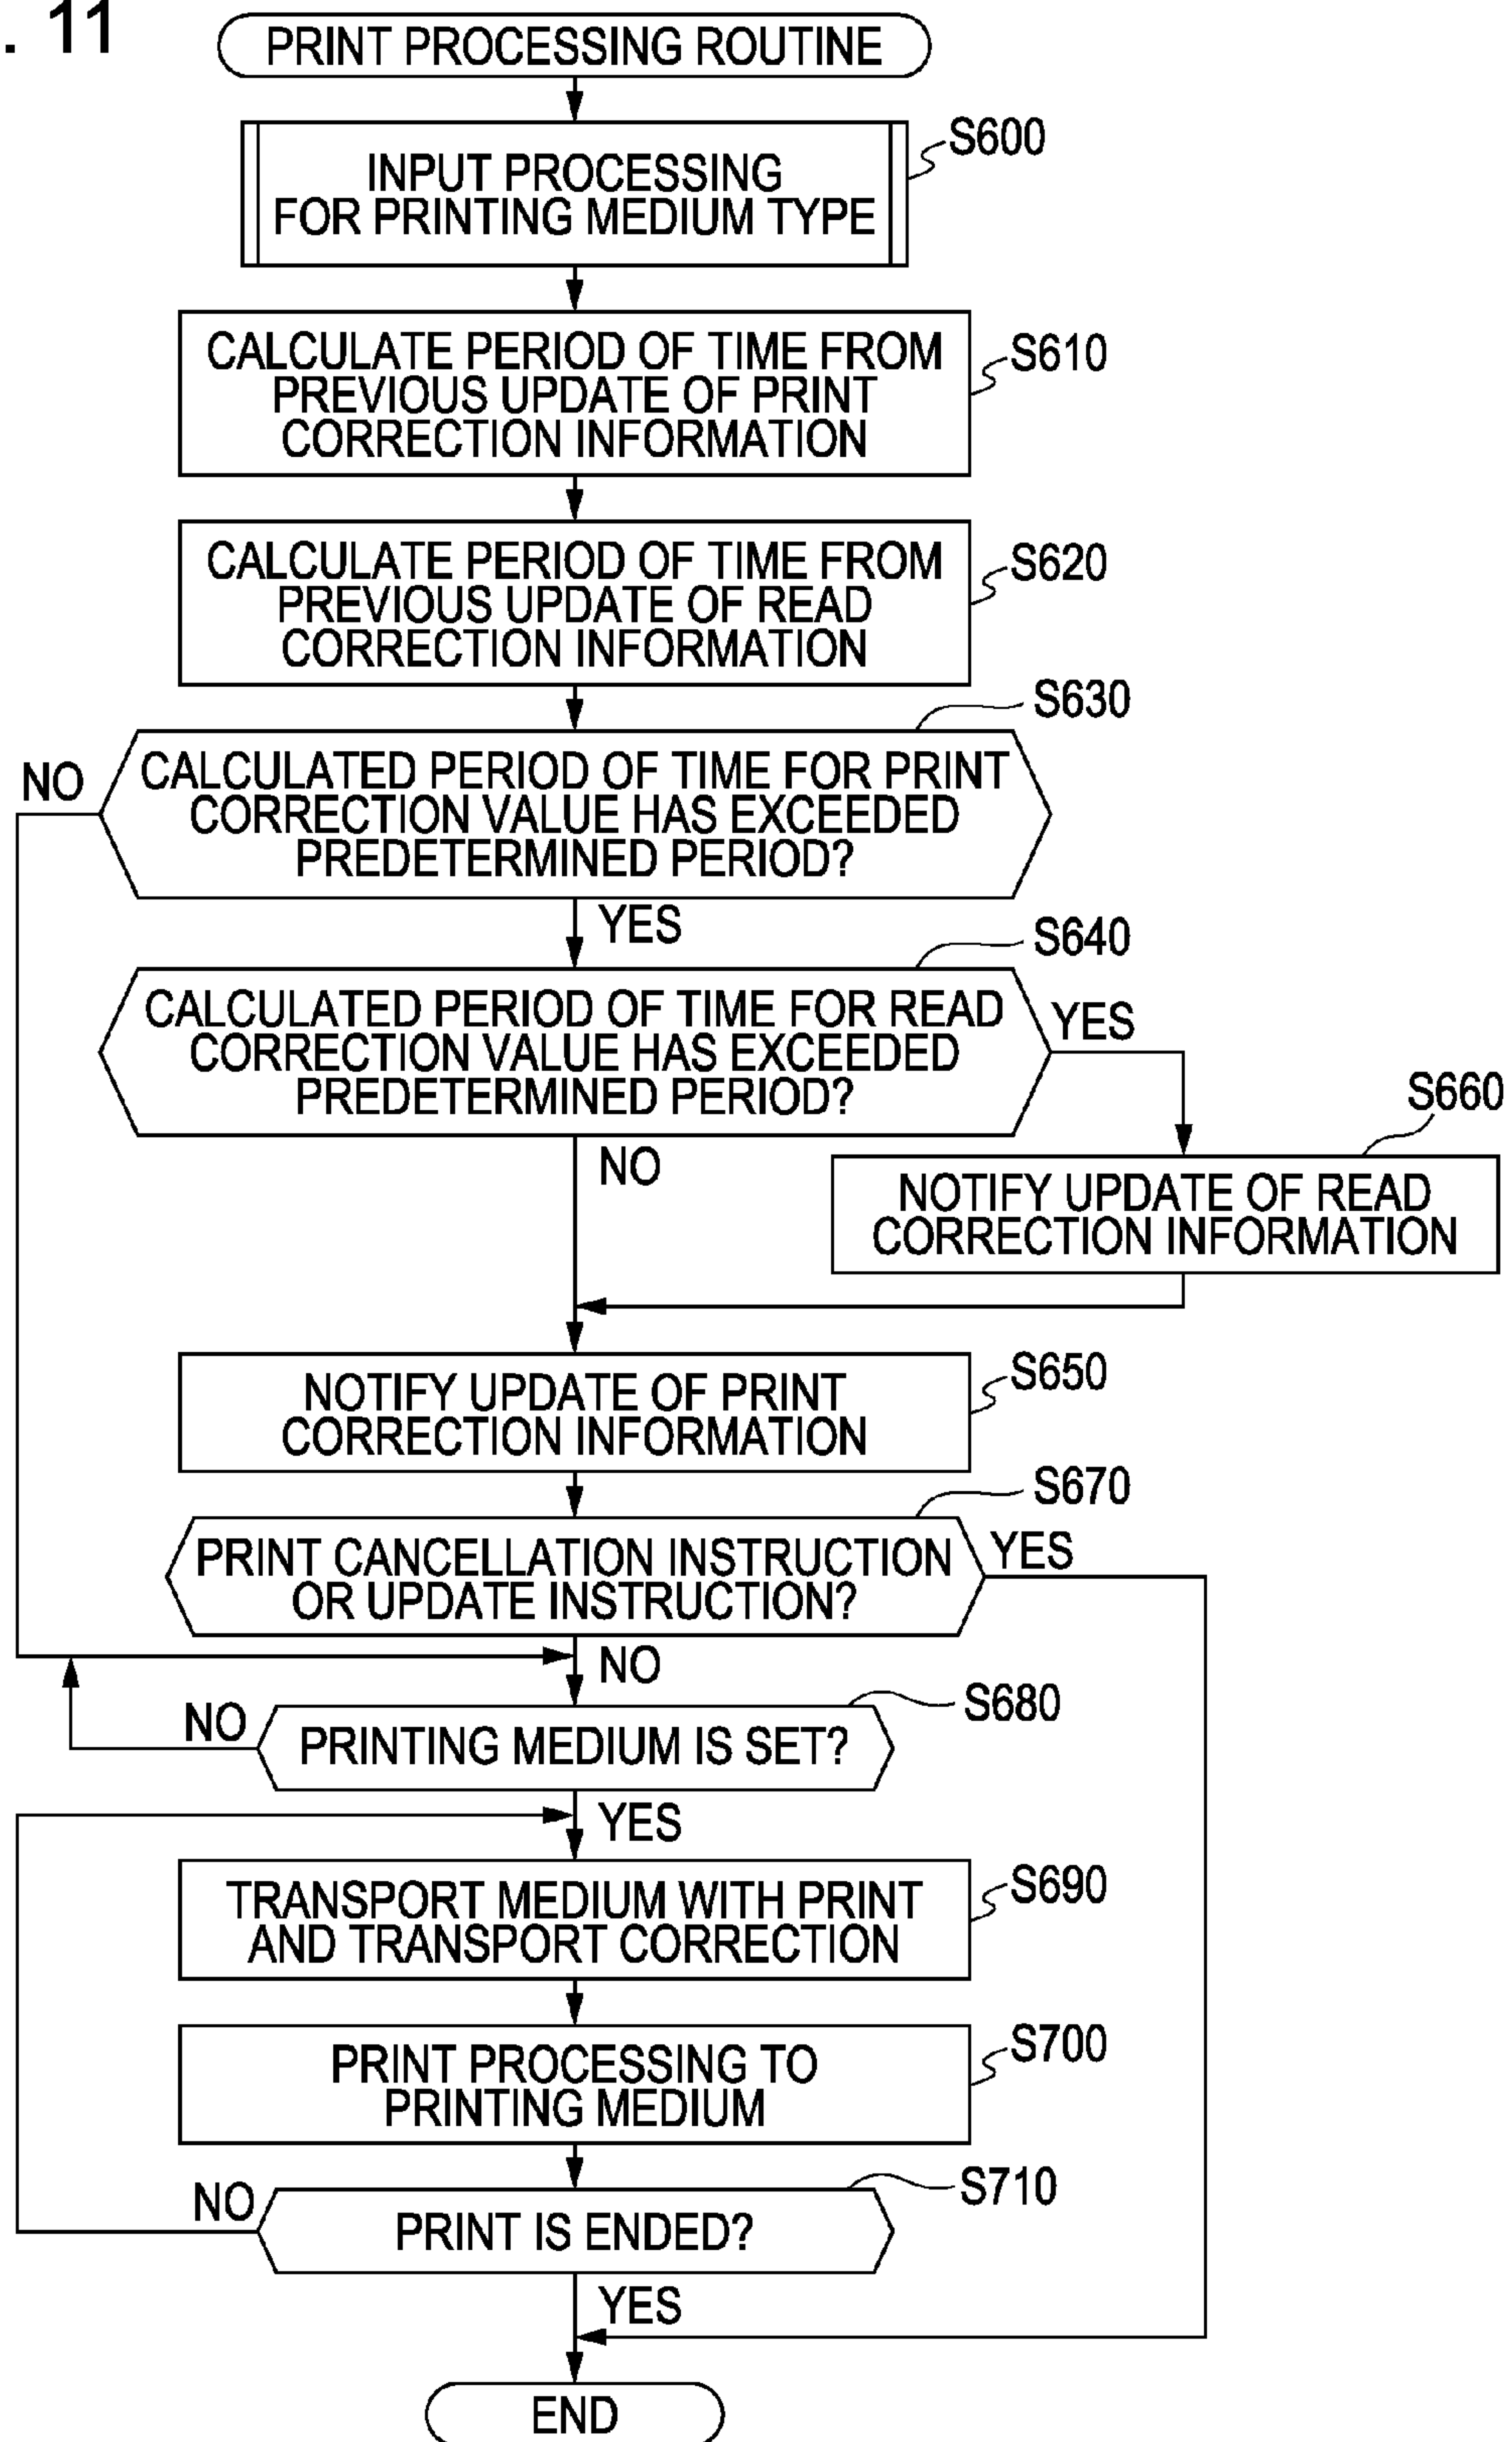 . 11
PRINT PROCESSING ROUTINE
S600
INPUT PROCESSING
FOR PRINTING MEDIUM TYPE
S610
CALCULATE PERIOD OF TIME FROM
PREVIOUS UPDATE OF PRINT
CORRECTION INFORMATION
S620
CALCULATE PERIOD OF TIME FROM
PREVIOUS UPDATE OF READ
CORRECTION INFORMATION
S630
NO
CALCULATED PERIOD OF TIME FOR PRINT
CORRECTION VALUE HAS EXCEEDED
PREDETERMINED PERIOD?
YES
S640
CALCULATED PERIOD OF TIME FOR READ
CORRECTION VALUE HAS EXCEEDED
PREDETERMINED PERIOD?
YES
S660
NO
NOTIFY UPDATE OF READ
CORRECTION INFORMATION
S650
NOTIFY UPDATE OF PRINT
CORRECTION INFORMATION
S670
PRINT CANCELLATION INSTRUCTION
OR UPDATE INSTRUCTION?
YES
NO
S680
NO
PRINTING MEDIUM IS SET?
YES
S690
TRANSPORT MEDIUM WITH PRINT
AND TRANSPORT CORRECTION
S700
PRINT PROCESSING TO
PRINTING MEDIUM
S710
NO
PRINT IS ENDED?
YES
END